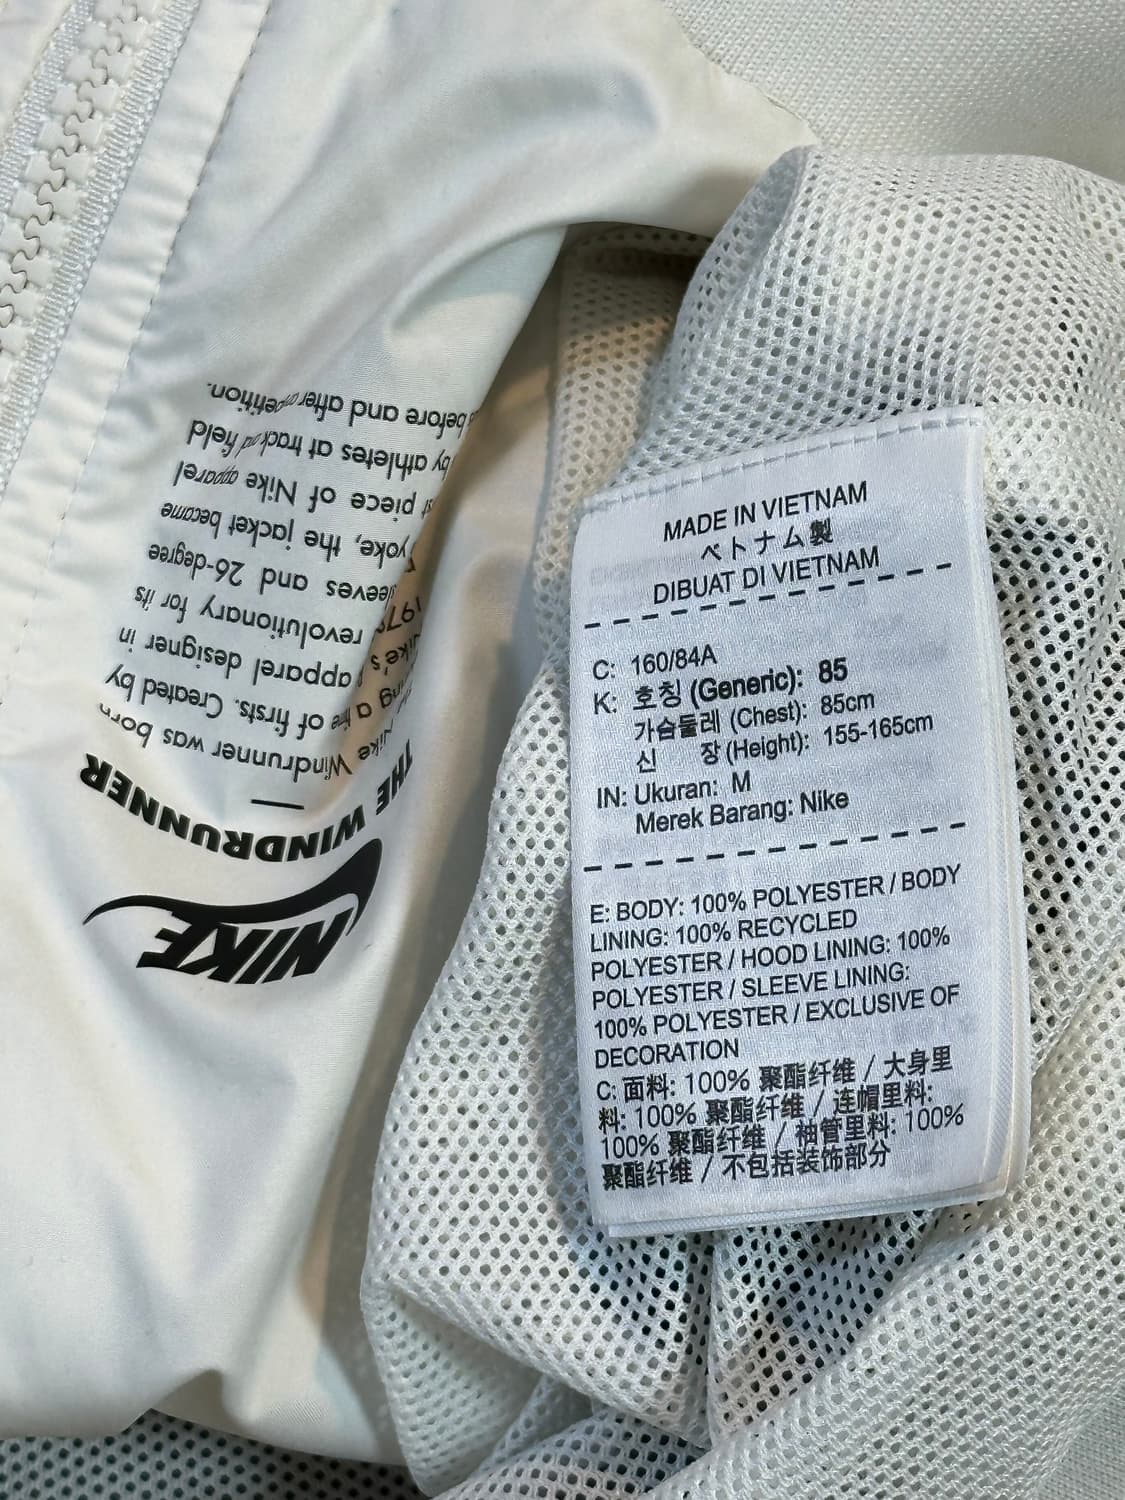 MADE IN VIETNAM
ベトナム製
DIBUAT DI VIETNAM
C: 160/84A
K: 호칭 (Generic): 85
가슴둘레 (Chest): 85cm
신 장 (Height): 155-165cm
IN: Ukuran: M
Merek Barang: Nike
E: BODY: 100% POLYESTER / BODY
LINING: 100% RECYCLED
POLYESTER / HOOD LINING: 100%
POLYESTER / SLEEVE LINING:
100% POLYESTER / EXCLUSIVE OF
DECORATION
C: 面料: 100% 聚酯纤维 / 大身里
料: 100% 聚酯纤维 / 连帽里料:
100% 聚酯纤维 / 袖管里料: 100%
聚酯纤维 / 不包括装饰部分
NIKE
THE WINDRUNNER
Windrunner was born
Nike of firsts. Created by
apparel designer in
revolutionary for its
sleeves and 26-degree
yoke, the jacket become
piece of Nike apparel
by athletes at track and field
before and after competition.